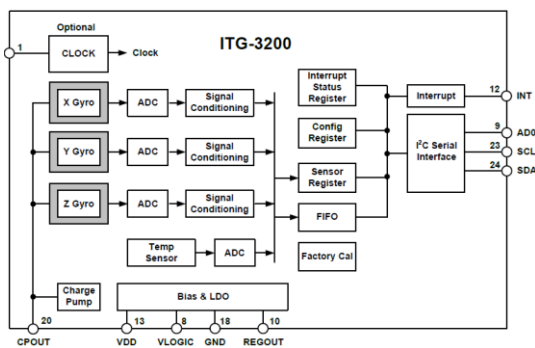 Optional
ITG-3200
1
CLOCK
Clock
X Gyro
ADC
Signal
Conditioning
Interrupt
Status
Register
Interrupt
12
INT
Y Gyro
ADC
Signal
Conditioning
Config
Register
I²C Serial
Interface
9
AD0
23
SCL
24
SDA
Z Gyro
ADC
Signal
Conditioning
Sensor
Register
FIFO
Temp
Sensor
ADC
Factory Cal
Charge
Pump
Bias & LDO
20
13
8
18
10
CPOUT
VDD
VLOGIC
GND
REGOUT